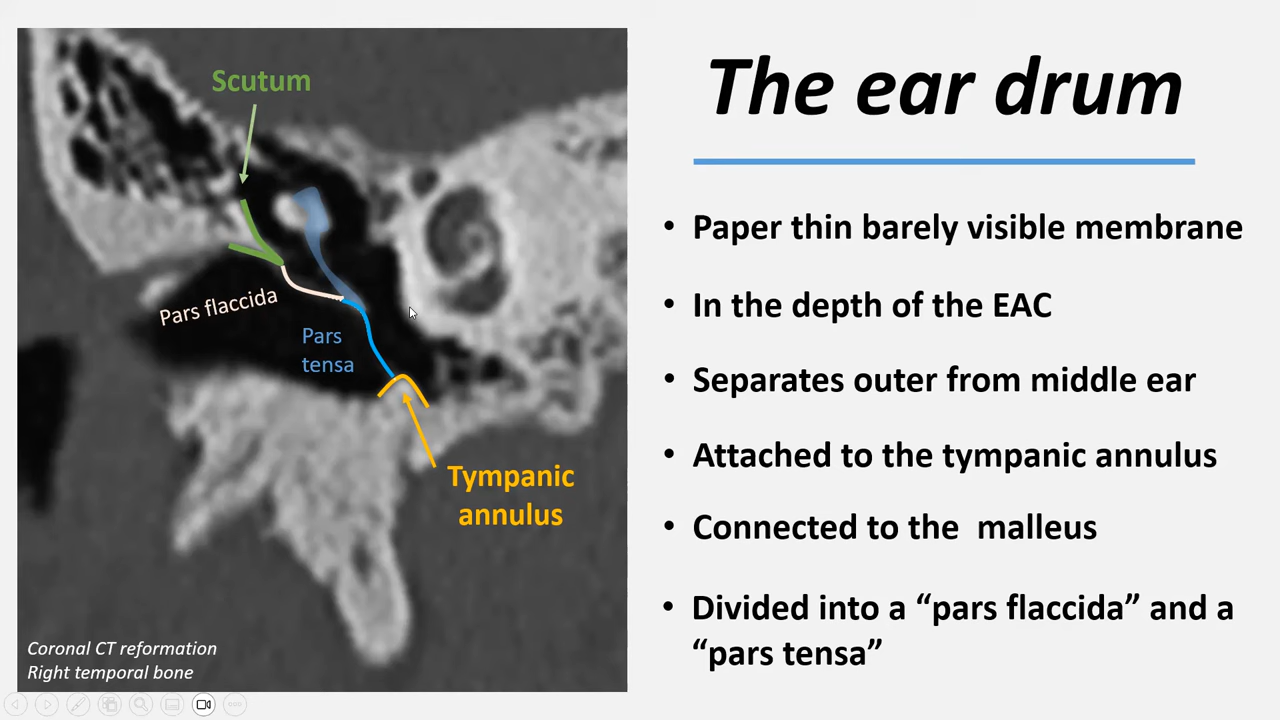 Scutum
Pars flaccida
Pars
tensa
Tympanic
annulus
Coronal CT reformation
Right temporal bone
The ear drum
• Paper thin barely visible membrane
• In the depth of the EAC
• Separates outer from middle ear
• Attached to the tympanic annulus
• Connected to the  malleus
• Divided into a “pars flaccida” and a
“pars tensa”